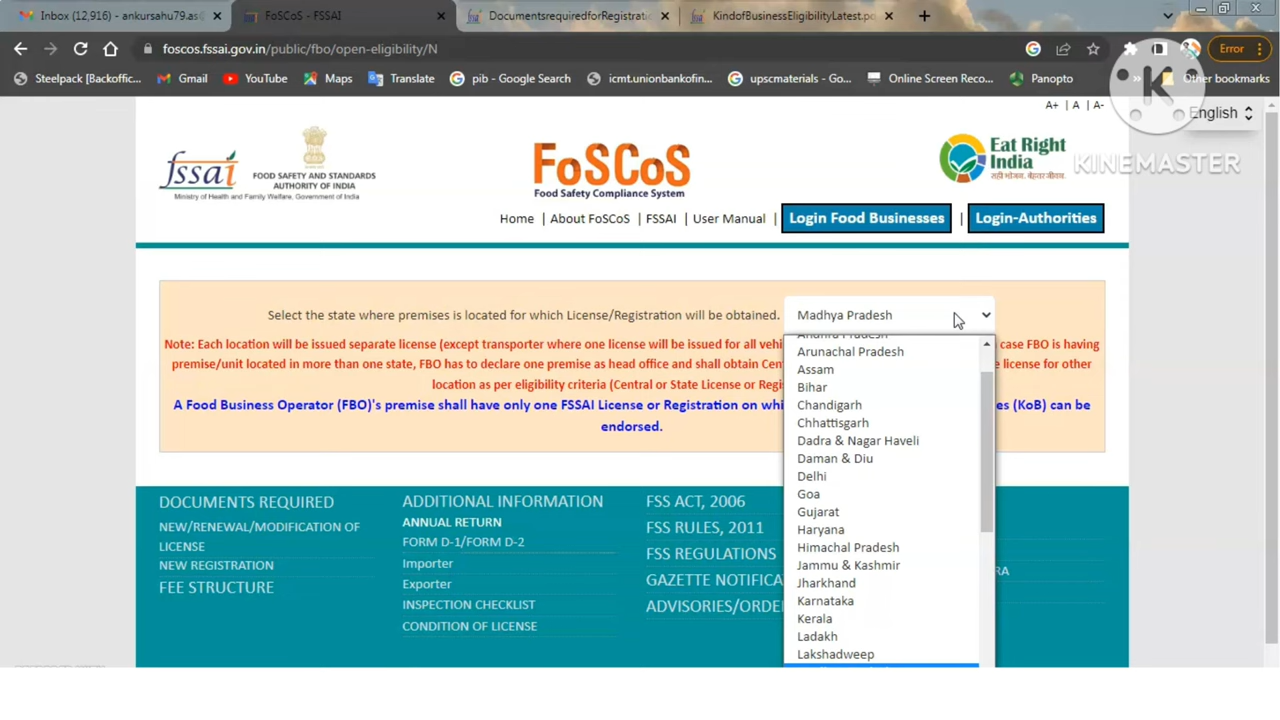 Inbox (12,916) - ankursahu79.as@
FoSCoS - FSSAI
DocumentsrequiredforRegistrati
KindofBusinessEligibilityLatest.po
foscos.fssai.gov.in/public/fbo/open-eligibility/N
Error
Steelpack [Backoffic...
Gmail
YouTube
Maps
Translate
pib - Google Search
icmt.unionbankofin...
upscmaterials - Go...
Online Screen Reco...
Panopto
Other bookmarks
A+ | A | A-
English
K
KINEMASTER
fssai
FOOD SAFETY AND STANDARDS
AUTHORITY OF INDIA
Ministry of Health and Family Welfare, Government of India
FoSCoS
Food Safety Compliance System
Eat Right
India
सही भोजन. बेहतर जीवन.
Home | About FoSCoS | FSSAI | User Manual | Login Food Businesses | Login-Authorities
Select the state where premises is located for which License/Registration will be obtained.
Madhya Pradesh
Note: Each location will be issued separate license (except transporter where one license will be issued for all vehi
case FBO is having
premise/unit located in more than one state, FBO has to declare one premise as head office and shall obtain Cen
e license for other
location as per eligibility criteria (Central or State License or Regi
A Food Business Operator (FBO)'s premise shall have only one FSSAI License or Registration on whi
es (KoB) can be
endorsed.
Andhra Pradesh
Arunachal Pradesh
Assam
Bihar
Chandigarh
Chhattisgarh
Dadra & Nagar Haveli
Daman & Diu
Delhi
Goa
Gujarat
Haryana
Himachal Pradesh
Jammu & Kashmir
Jharkhand
Karnataka
Kerala
Ladakh
Lakshadweep
DOCUMENTS REQUIRED
NEW/RENEWAL/MODIFICATION OF
LICENSE
NEW REGISTRATION
FEE STRUCTURE
ADDITIONAL INFORMATION
ANNUAL RETURN
FORM D-1/FORM D-2
Importer
Exporter
INSPECTION CHECKLIST
CONDITION OF LICENSE
FSS ACT, 2006
FSS RULES, 2011
FSS REGULATIONS
GAZETTE NOTIFICA
ADVISORIES/ORDE
RA